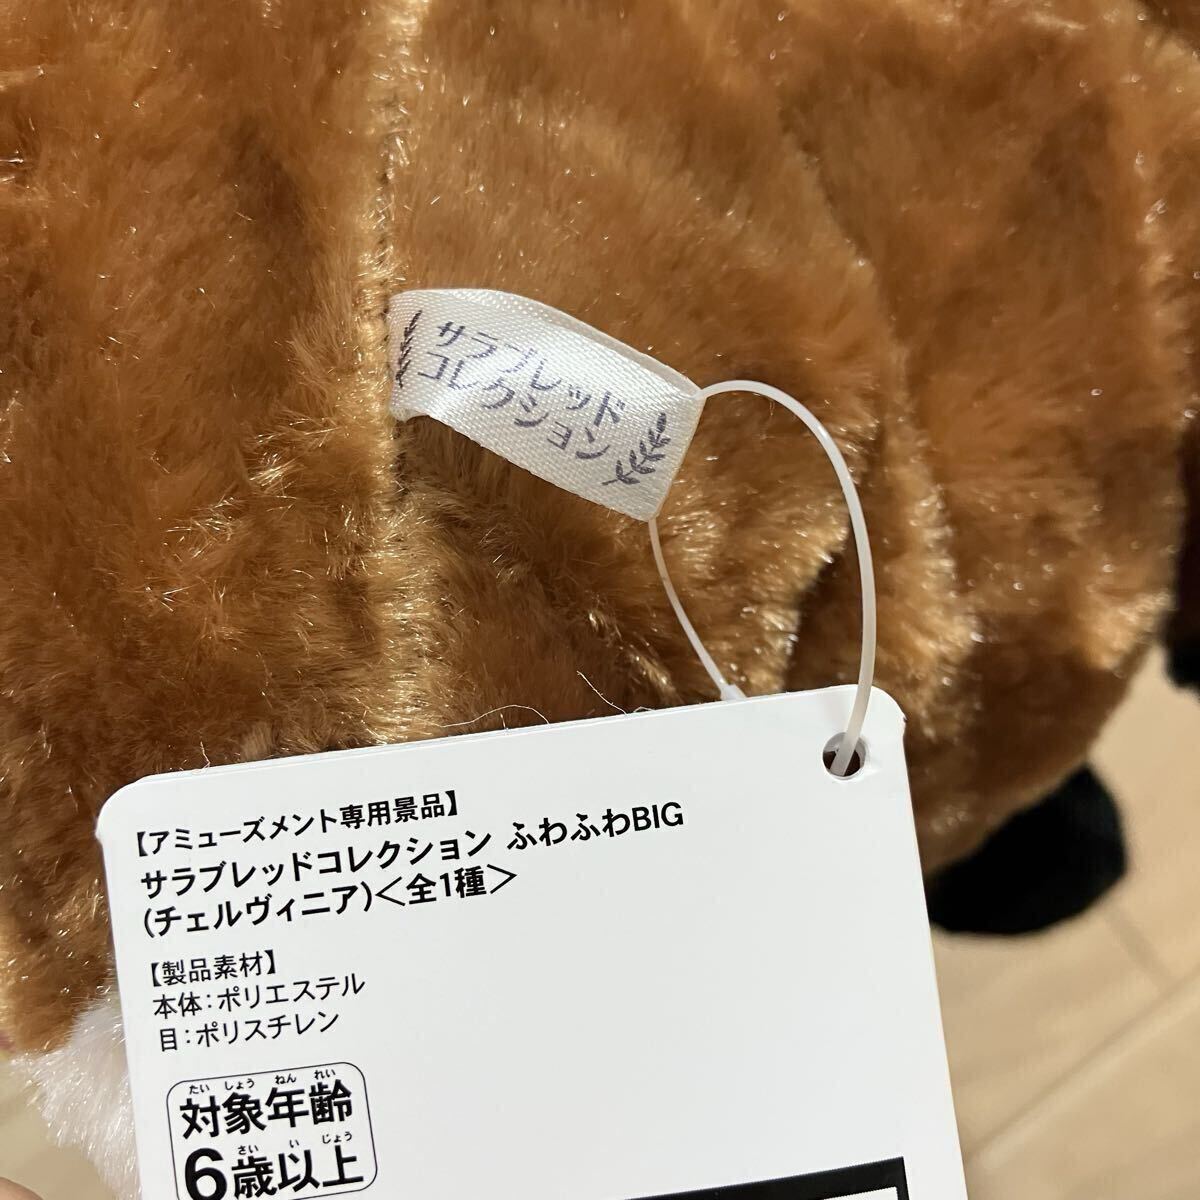 サラブレッド
コレクション
【アミューズメント専用景品】
サラブレッドコレクション ふわふわBIG
(チェルヴィニア)<全1種>
【製品素材】
本体:ポリエステル
目:ポリスチレン
たい しょう ねん れい
対象年齢
さい い じょう
6歳以上